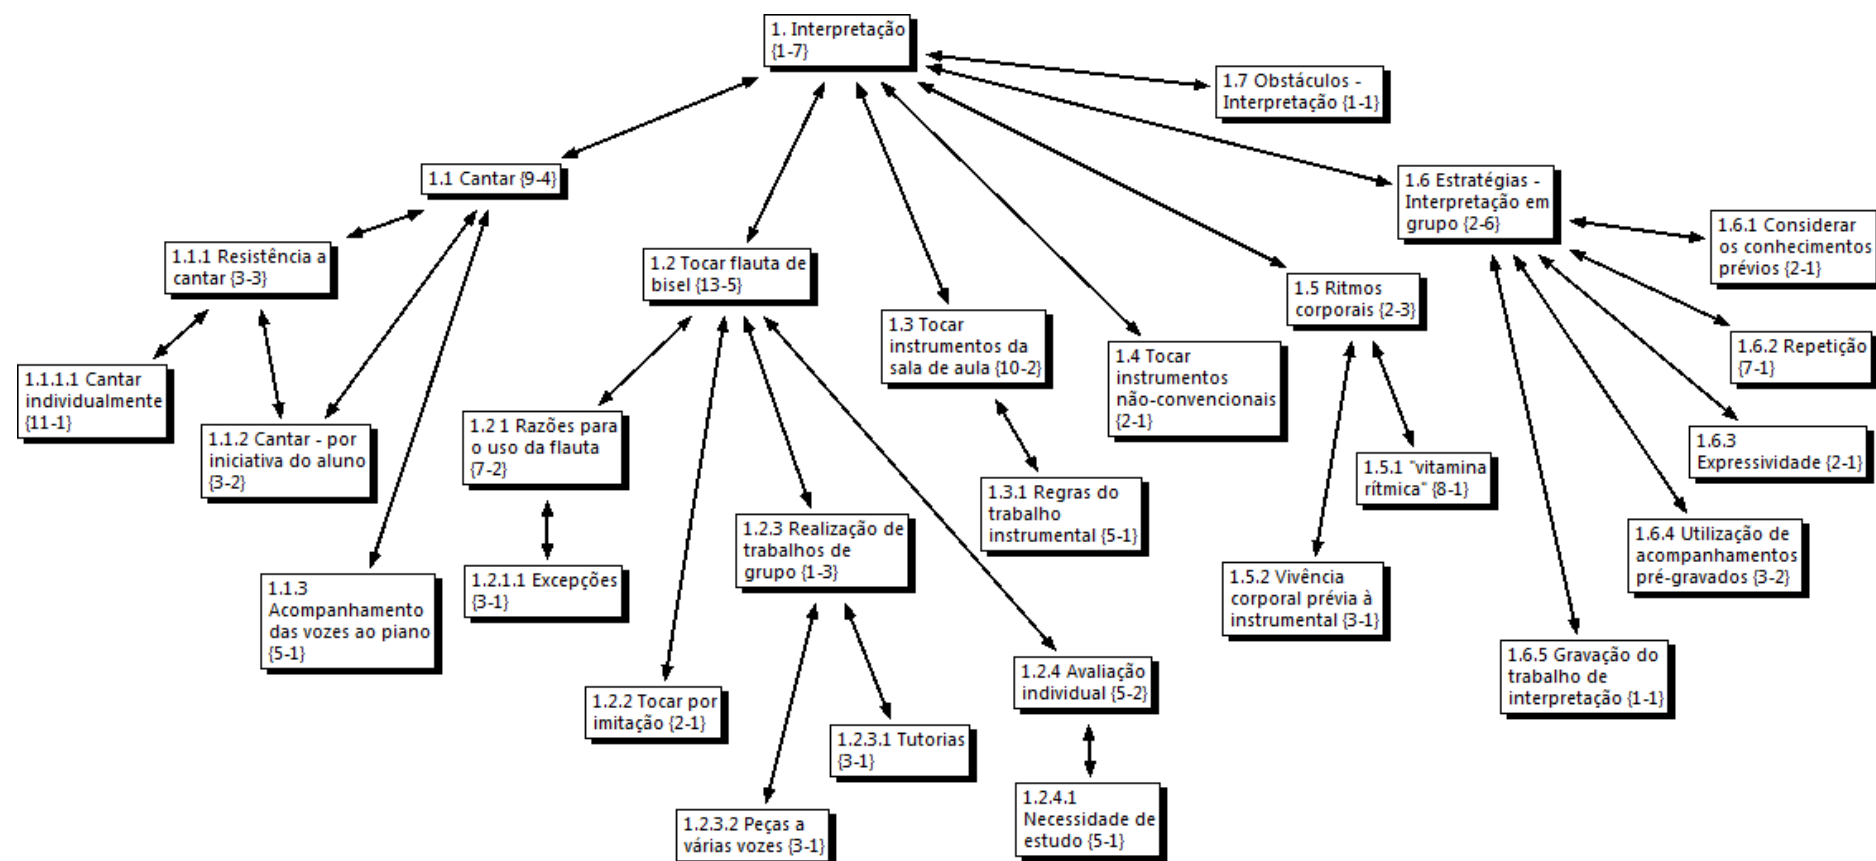 1. Interpretação
{1-7}
1.7 Obstáculos -
Interpretação {1-1}
1.1 Cantar {9-4}
1.6 Estratégias -
Interpretação em
grupo {2-6}
1.6.1 Considerar
os conhecimentos
prévios {2-1}
1.1.1 Resistência a
cantar {3-3}
1.2 Tocar flauta de
bisel {13-5}
1.5 Ritmos
corporais {2-3}
1.3 Tocar
instrumentos da
sala de aula {10-2}
1.4 Tocar
instrumentos
não-convencionais
{2-1}
1.6.2 Repetição
{7-1}
1.1.1.1 Cantar
individualmente
{11-1}
1.1.2 Cantar - por
iniciativa do aluno
{3-2}
1.2 1 Razões para
o uso da flauta
{7-2}
1.6.3
Expressividade {2-1}
1.5.1 "vitamina
rítmica" {8-1}
1.3.1 Regras do
trabalho
instrumental {5-1}
1.2.3 Realização de
trabalhos de
grupo {1-3}
1.6.4 Utilização de
acompanhamentos
pré-gravados {3-2}
1.2.1.1 Excepções
{3-1}
1.5.2 Vivência
corporal prévia à
instrumental {3-1}
1.1.3
Acompanhamento
das vozes ao piano
{5-1}
1.6.5 Gravação do
trabalho de
interpretação {1-1}
1.2.4 Avaliação
individual {5-2}
1.2.2 Tocar por
imitação {2-1}
1.2.3.1 Tutorias
{3-1}
1.2.4.1
Necessidade de
estudo {5-1}
1.2.3.2 Peças a
várias vozes {3-1}